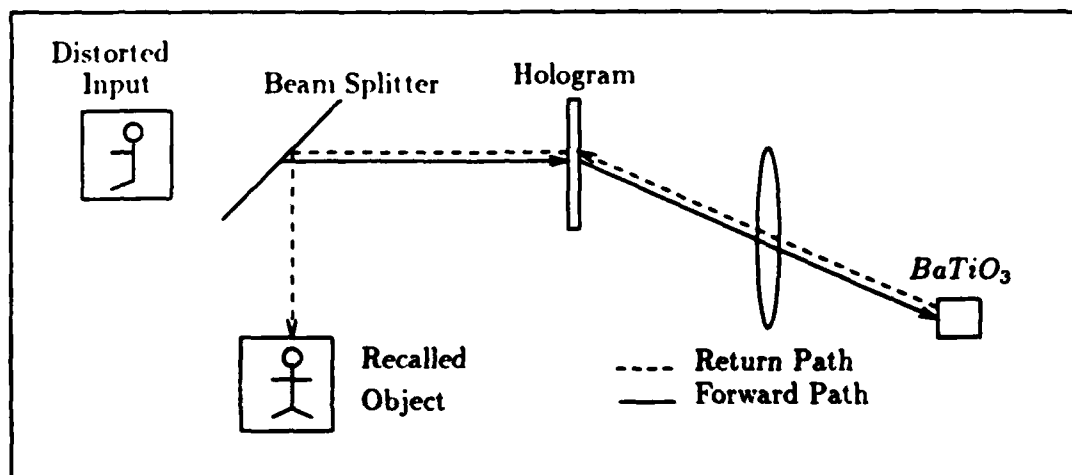 Distorted
Input
Beam Splitter
Hologram
BaTiO₃
Recalled
Object
Return Path
Forward Path